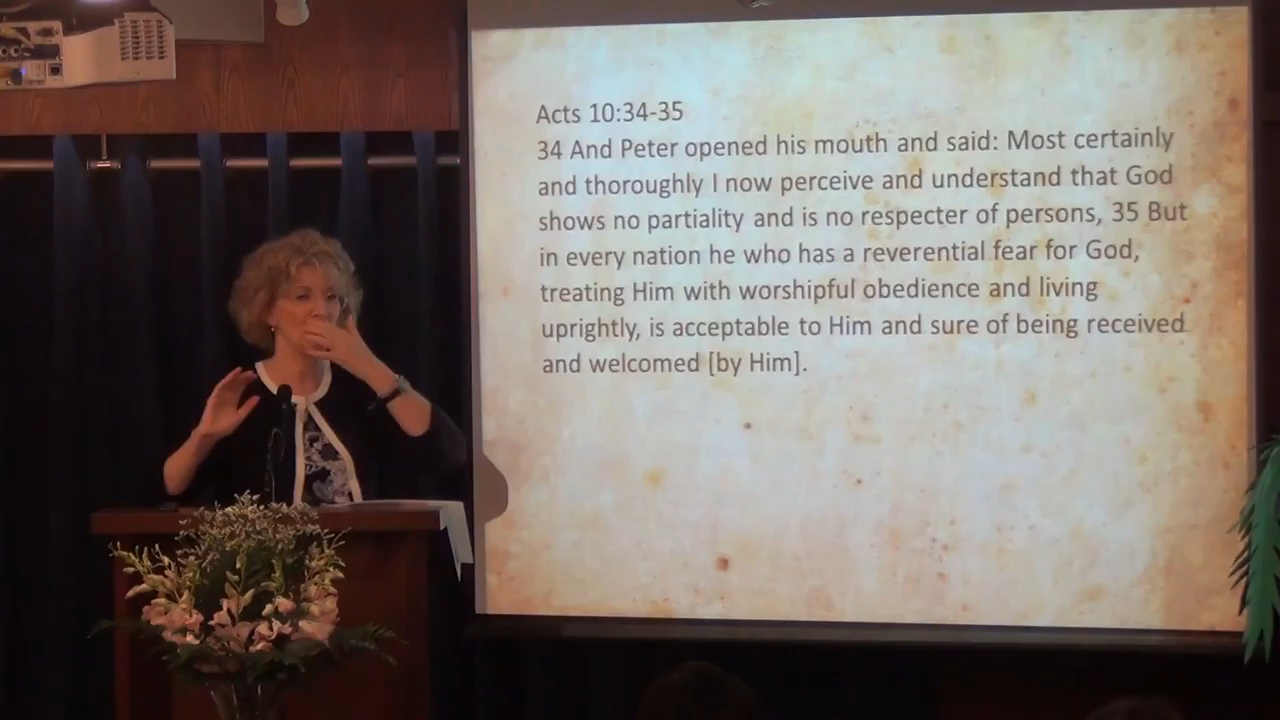 Acts 10:34-35
34 And Peter opened his mouth and said: Most certainly
and thoroughly I now perceive and understand that God
shows no partiality and is no respecter of persons, 35 But
in every nation he who has a reverential fear for God,
treating Him with worshipful obedience and living
uprightly, is acceptable to Him and sure of being received
and welcomed [by Him].